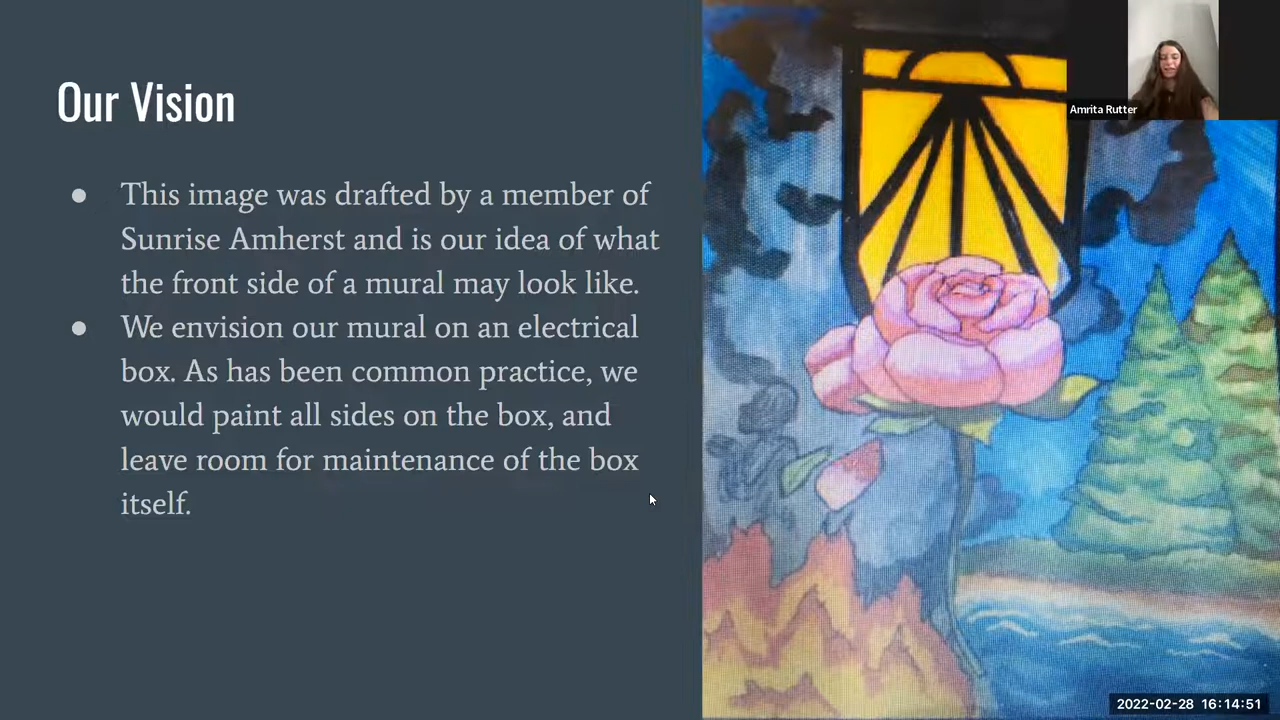 Our Vision
● This image was drafted by a member of
Sunrise Amherst and is our idea of what
the front side of a mural may look like.
● We envision our mural on an electrical
box. As has been common practice, we
would paint all sides on the box, and
leave room for maintenance of the box
itself.
Amrita Rutter
2022-02-28 16:14:51